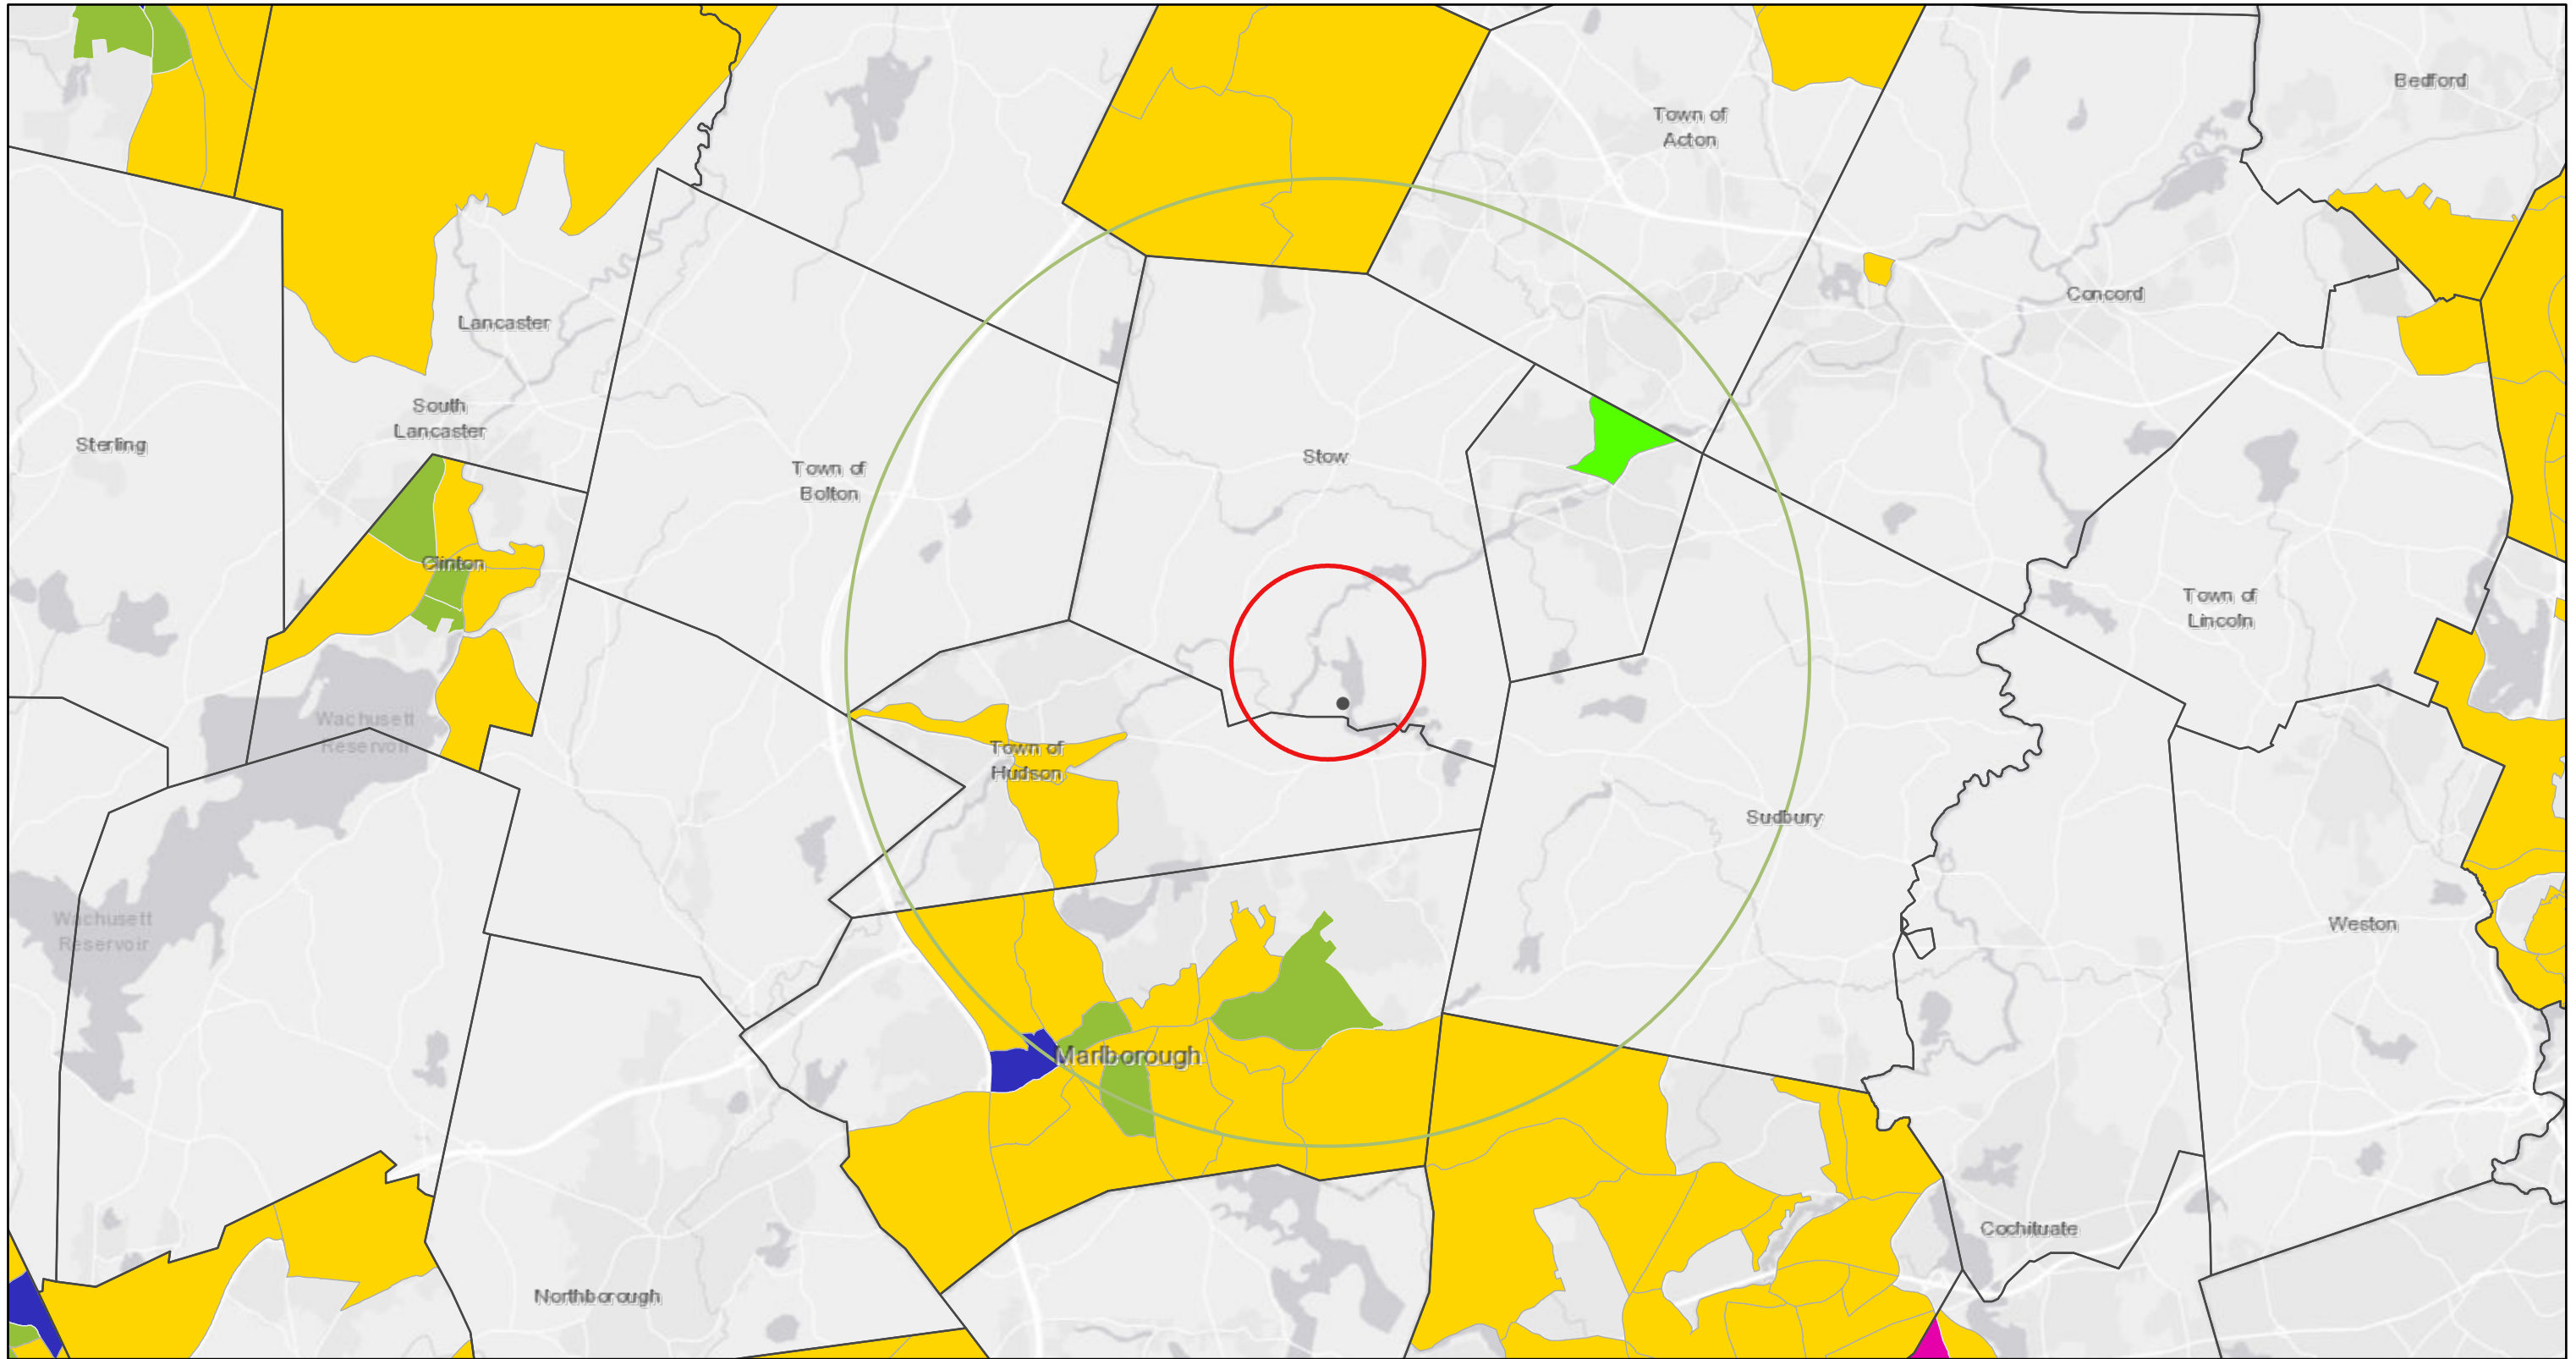 Bedford
Town of
Acton
Concord
Lancaster
South
Lancaster
Sterling
Stow
Town of
Bolton
Clinton
Town of
Lincoln
Wachusett
Reservoir
Town of
Hudson
Sudbury
Wachusett
Reservoir
Weston
Marlborough
Cochituate
Northborough